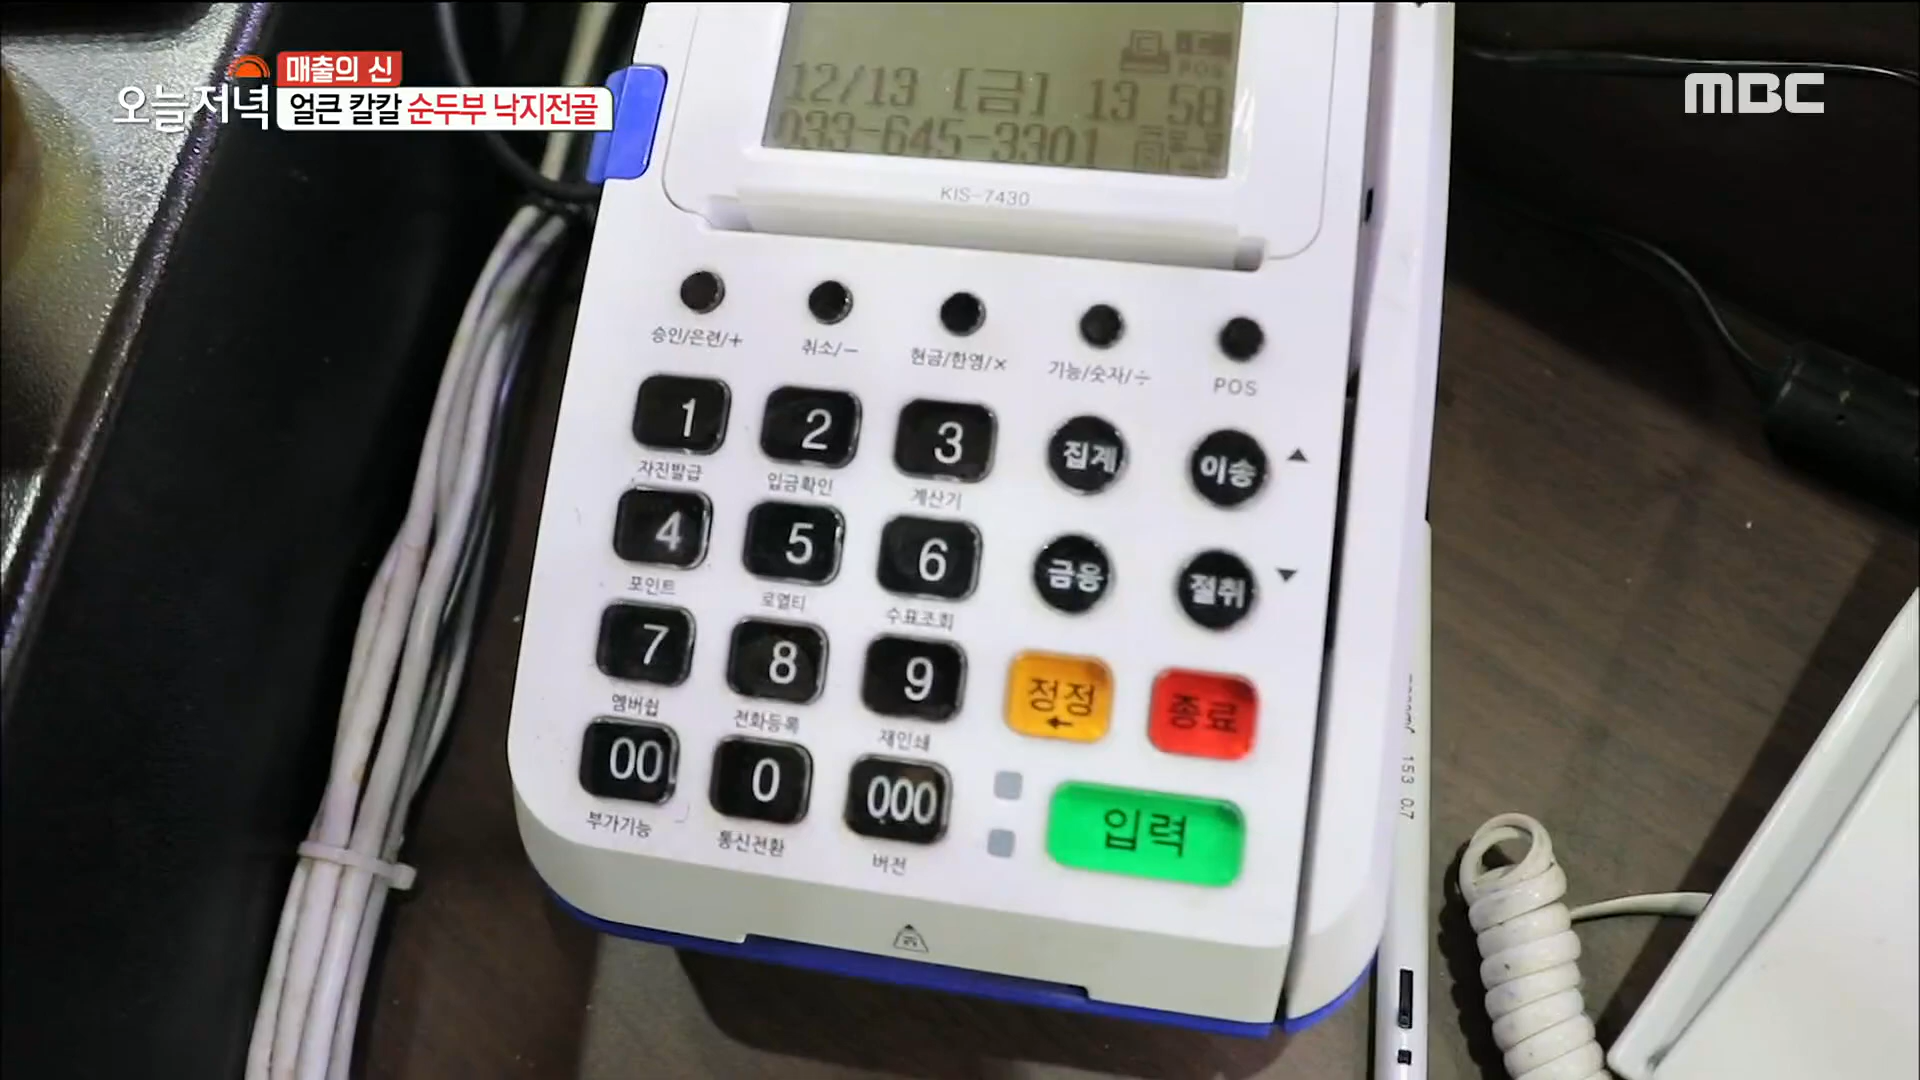 매출의 신
오늘저녁
얼큰 칼칼 순두부 낙지전골
MBC
12/13 [금] 13 58
033-645-3301
KIS-7430
승인/은련/+ 취소/- 현금/한영/× 기능/숫자/÷ POS
1 2 3 집계 이송
자진발급 입금확인 계산기
4 5 6 금융 절취
포인트 로열티 수표조회
7 8 9 정정 종료
멤버쉽 전화등록 재인쇄
00 0 000 입력
부가기능 통신전환 버전
153 0.7